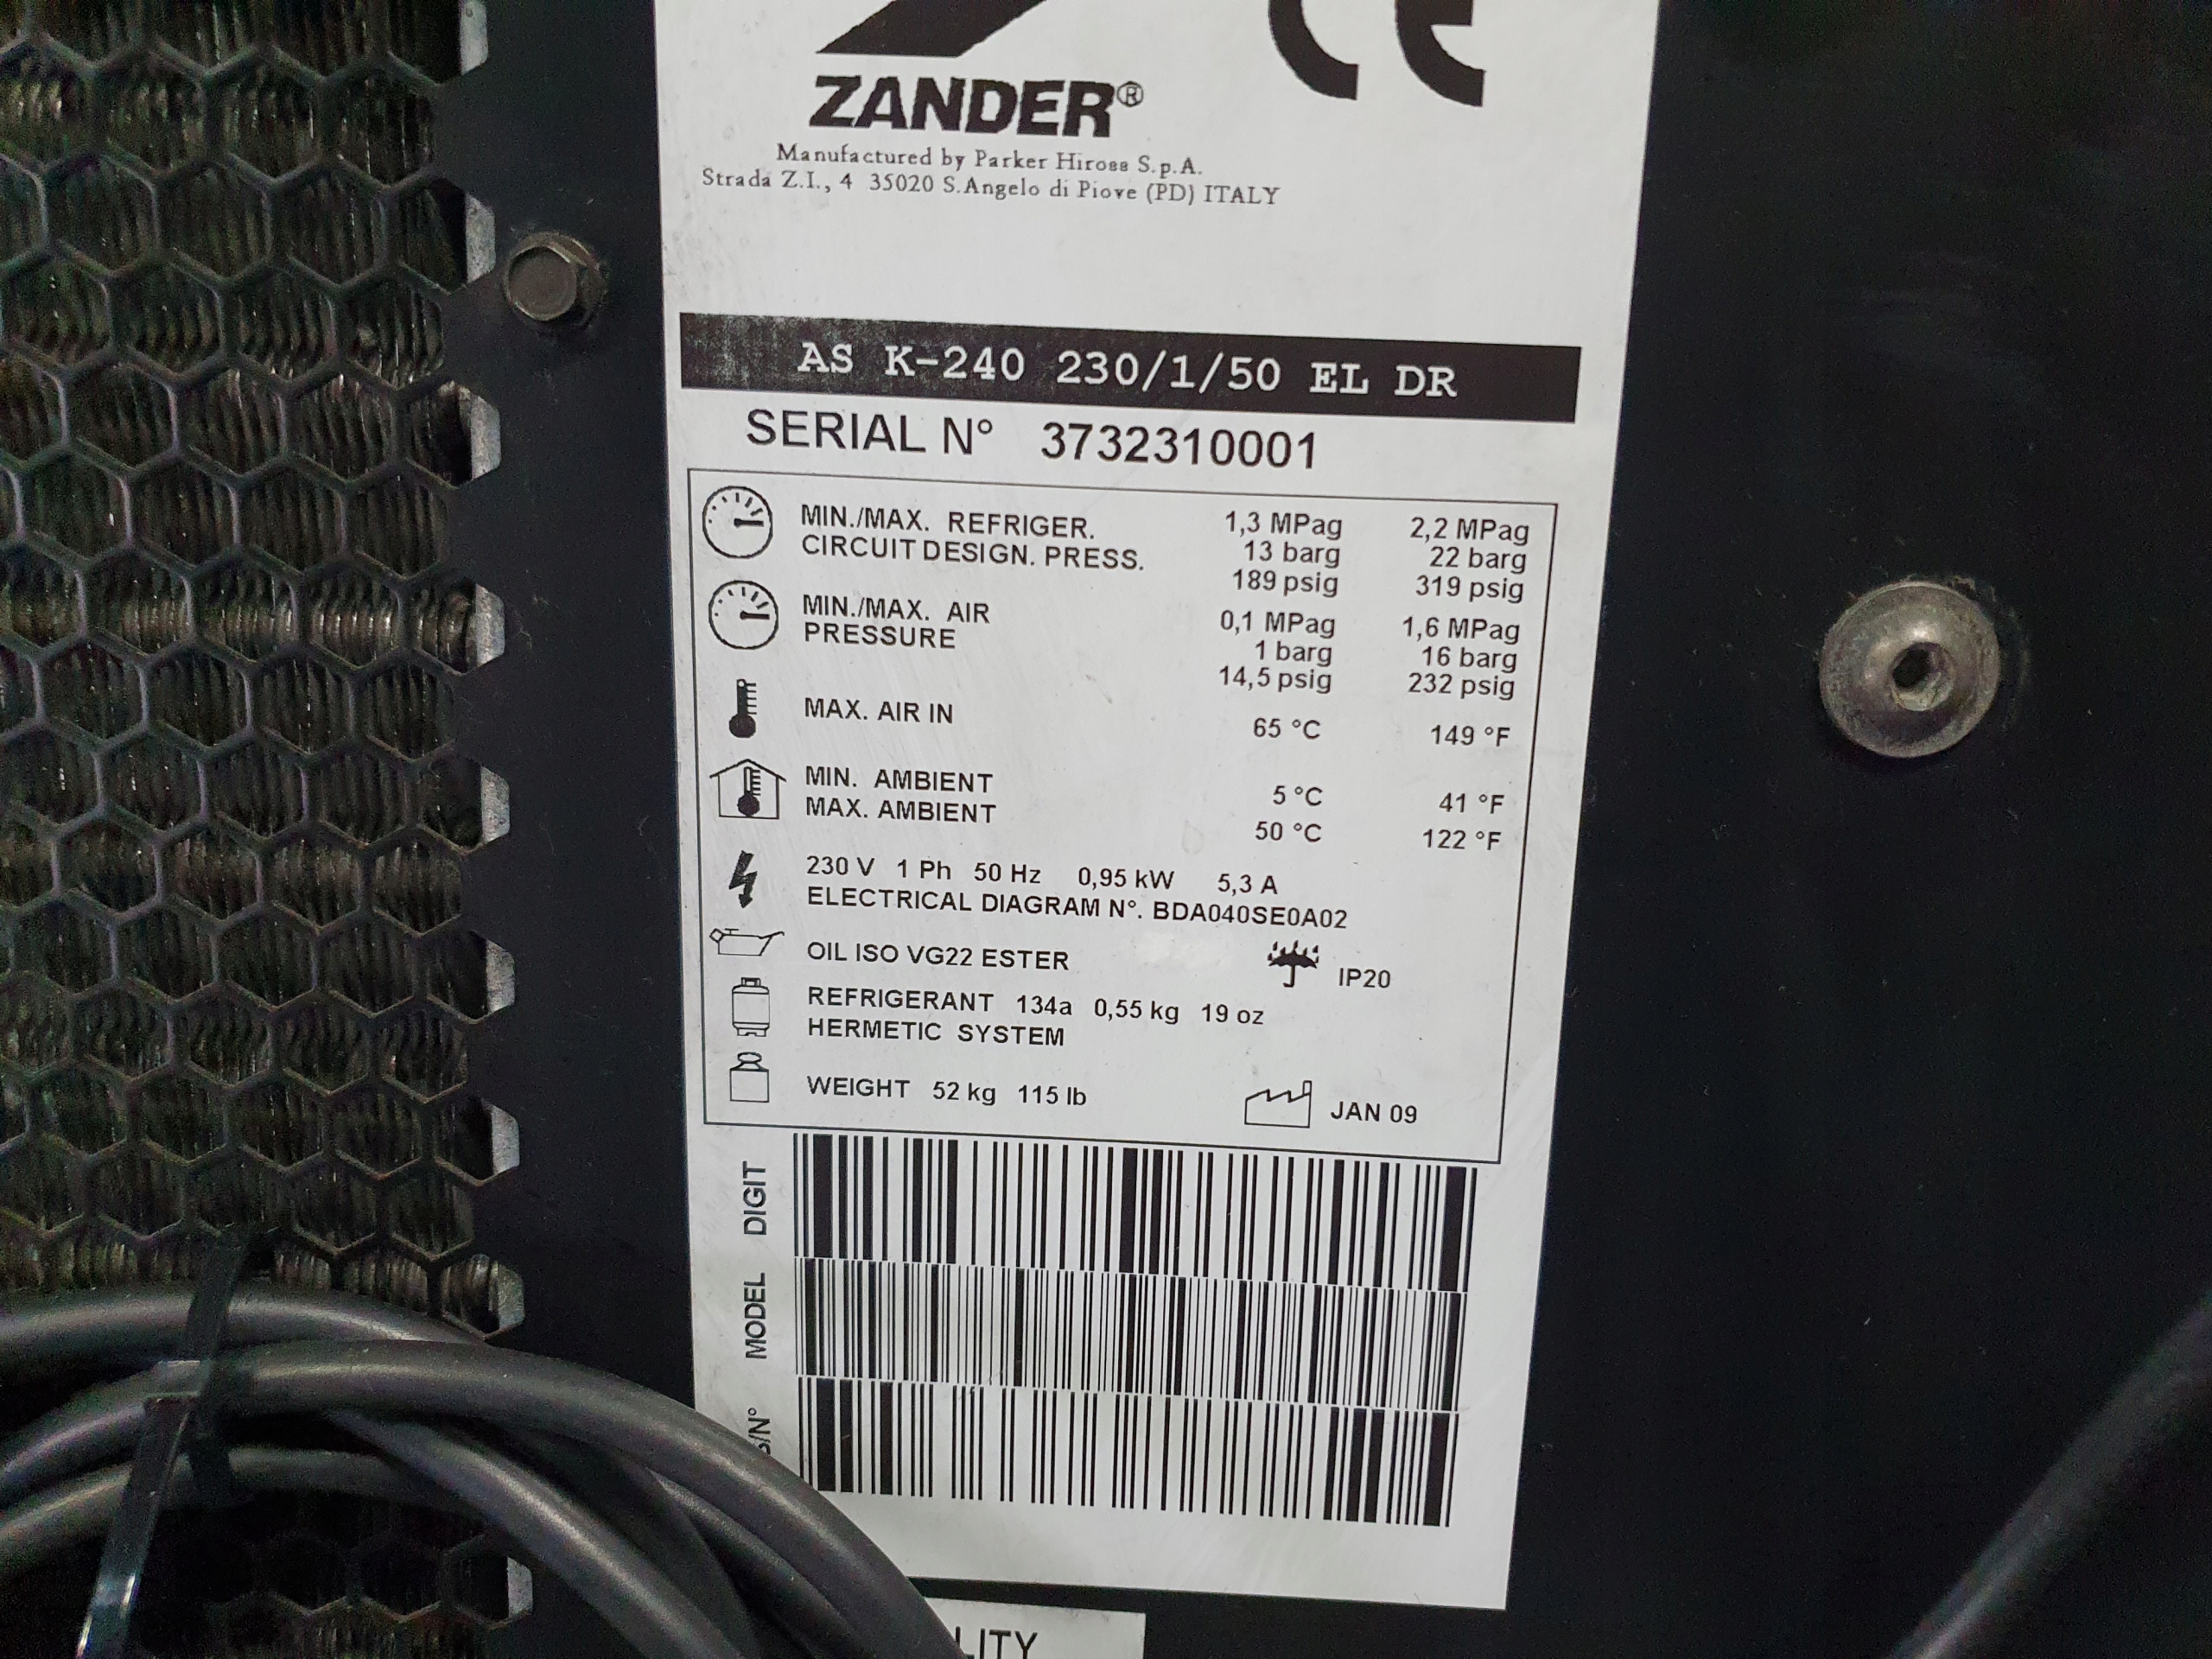 CE
ZANDER®
Manufactured by Parker Hiross S.p.A.
Strada Z.I., 4 35020 S.Angelo di Piove (PD) ITALY
AS K-240 230/1/50 EL DR
SERIAL N° 3732310001
MIN./MAX. REFRIGER. 1,3 MPag 2,2 MPag
CIRCUIT DESIGN. PRESS. 13 barg 22 barg
189 psig 319 psig
MIN./MAX. AIR 0,1 MPag 1,6 MPag
PRESSURE 1 barg 16 barg
14,5 psig 232 psig
MAX. AIR IN 65 °C 149 °F
MIN. AMBIENT 5 °C 41 °F
MAX. AMBIENT 50 °C 122 °F
230 V 1 Ph 50 Hz 0,95 kW 5,3 A
ELECTRICAL DIAGRAM N°. BDA040SE0A02
OIL ISO VG22 ESTER IP20
REFRIGERANT 134a 0,55 kg 19 oz
HERMETIC SYSTEM
WEIGHT 52 kg 115 lb JAN 09
DIGIT
MODEL
S/N°
LITY